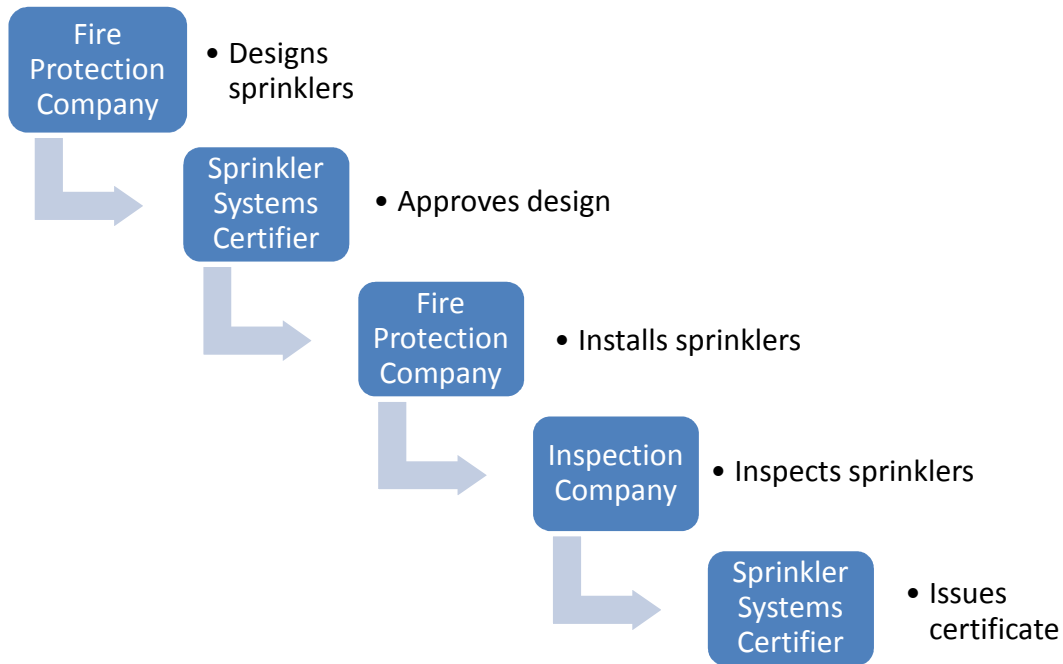 Fire
Protection
Company
• Designs
sprinklers
Sprinkler
Systems
Certifier
• Approves design
Fire
Protection
Company
• Installs sprinklers
Inspection
Company
• Inspects sprinklers
Sprinkler
Systems
Certifier
• Issues
certificate